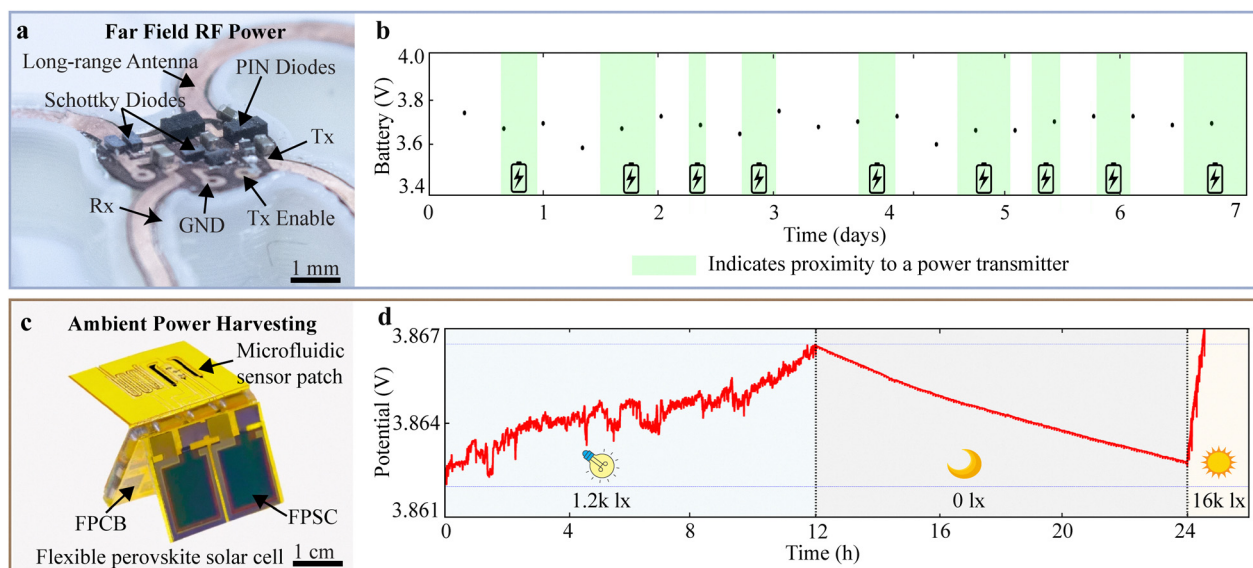 a
Far Field RF Power
Long-range Antenna
PIN Diodes
Schottky Diodes
Tx
Rx
GND
Tx Enable
1 mm
b
Battery (V)
4.0
3.8
3.6
3.4
0 1 2 3 4 5 6 7
Time (days)
Indicates proximity to a power transmitter
c
Ambient Power Harvesting
Microfluidic
sensor patch
FPCB
FPSC
Flexible perovskite solar cell
1 cm
d
Potential (V)
3.867
3.864
3.861
1.2k lx
0 lx
16k lx
0 4 8 12 16 20 24
Time (h)